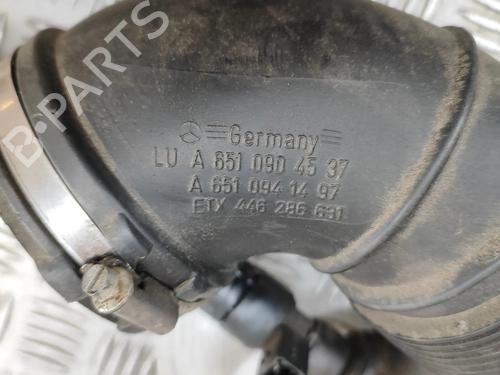 B-PARTS
Germany
LU A 651 090 45 37
A 651 094 14 97
ETX 446 286 631